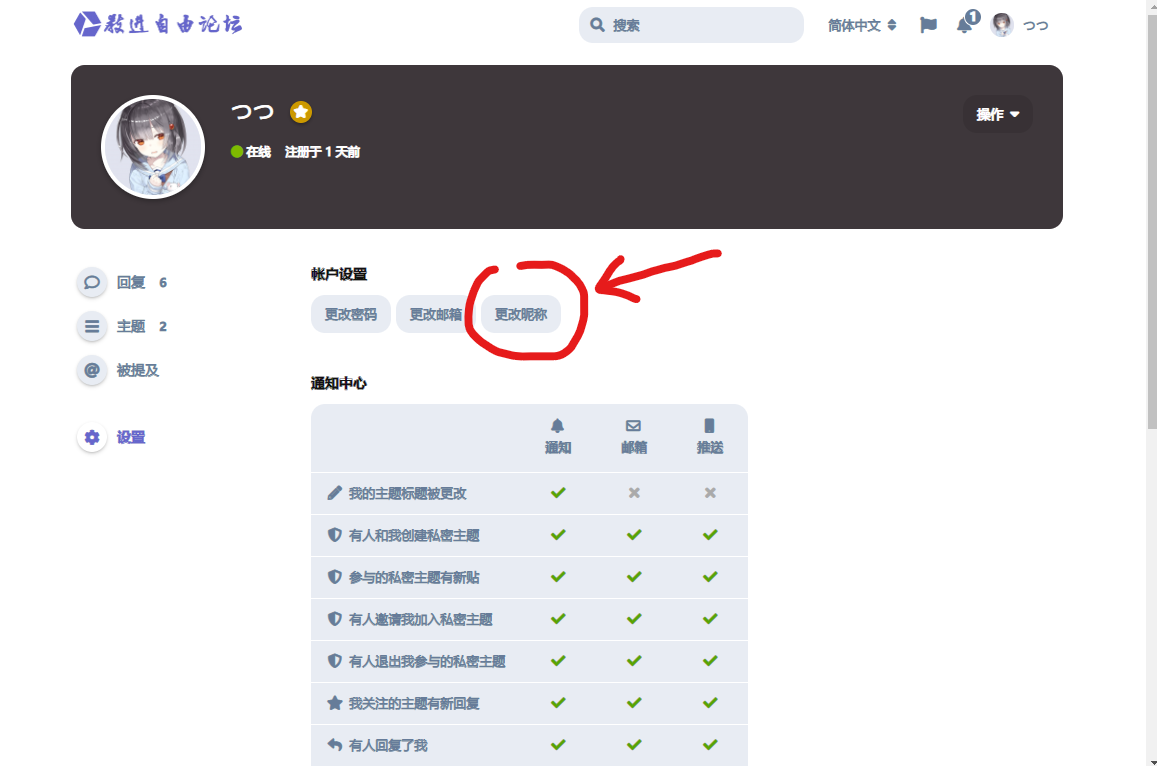 教进自由论坛
搜索
简体中文
1
つつ
つつ
操作
在线 注册于 1 天前
回复 6
主题 2
被提及
设置
帐户设置
更改密码 更改邮箱 更改昵称
通知中心
通知 邮箱 推送
我的主题标题被更改
有人和我创建私密主题
参与的私密主题有新贴
有人邀请我加入私密主题
有人退出我参与的私密主题
我关注的主题有新回复
有人回复了我